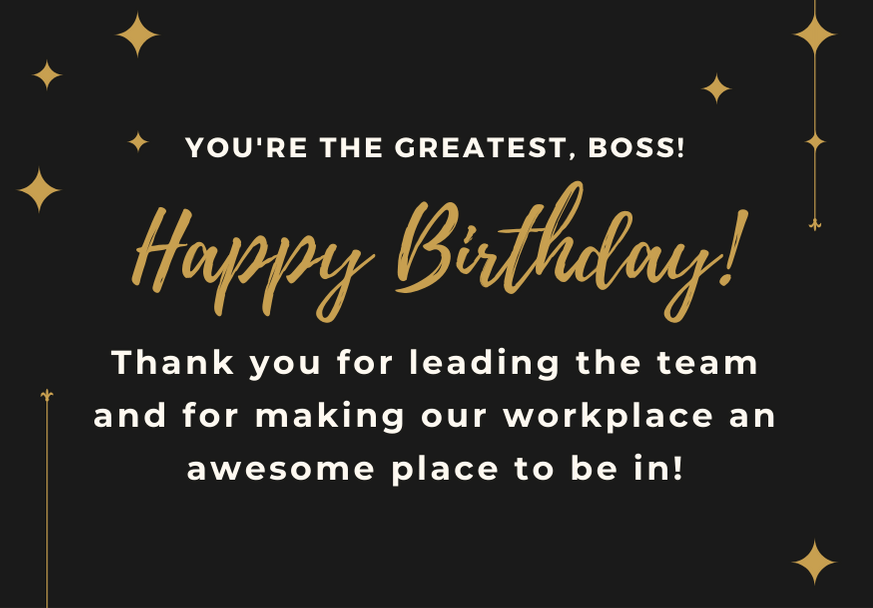 YOU'RE THE GREATEST, BOSS!
Happy Birthday!
Thank you for leading the team
and for making our workplace an
awesome place to be in!